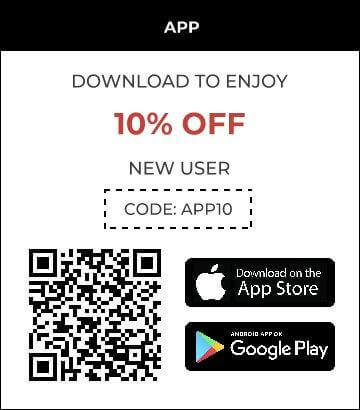 APP
DOWNLOAD TO ENJOY
10% OFF
NEW USER
CODE: APP10
Download on the
App Store
ANDROID APP ON
Google Play